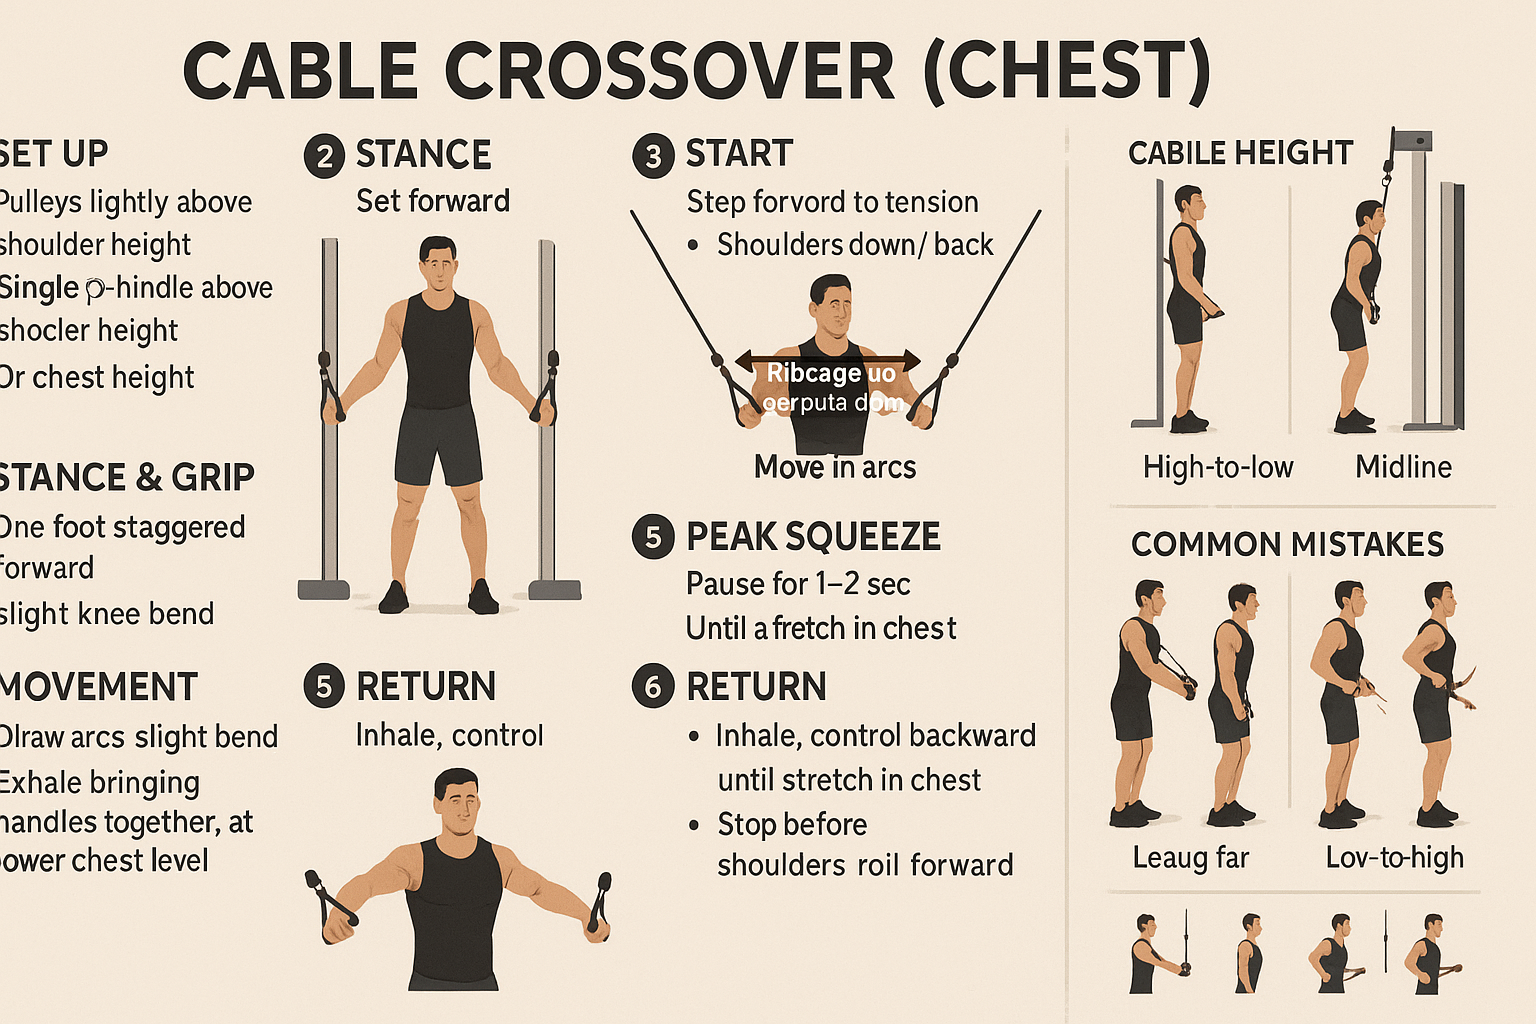 CABLE CROSSOVER (CHEST)
SET UP
Pulleys lightly above
shoulder height
Single -hindle above
shocler height
Or chest height
STANCE & GRIP
One foot staggered
forward
slight knee bend
MOVEMENT
Olraw arcs slight bend
Exhale bringing
handles together, at
ower chest level
2 STANCE
Set forward
5 RETURN
Inhale, control
3 START
Step forvord to tension
• Shoulders down/ back
Ribcage uo
gerputa dom
Move in arcs
5 PEAK SQUEEZE
Pause for 1–2 sec
Until a fretch in chest
6 RETURN
• Inhale, control backward
until stretch in chest
• Stop before
shoulders roil forward
CABILE HEIGHT
High-to-low
Midline
COMMON MISTAKES
Leaug far
Lov-to-high